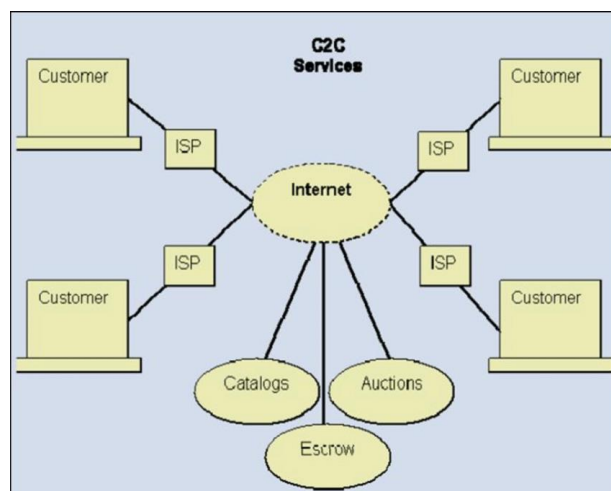 C2C
Services
Customer
Customer
ISP
ISP
Internet
ISP
ISP
Customer
Customer
Catalogs
Auctions
Escrow